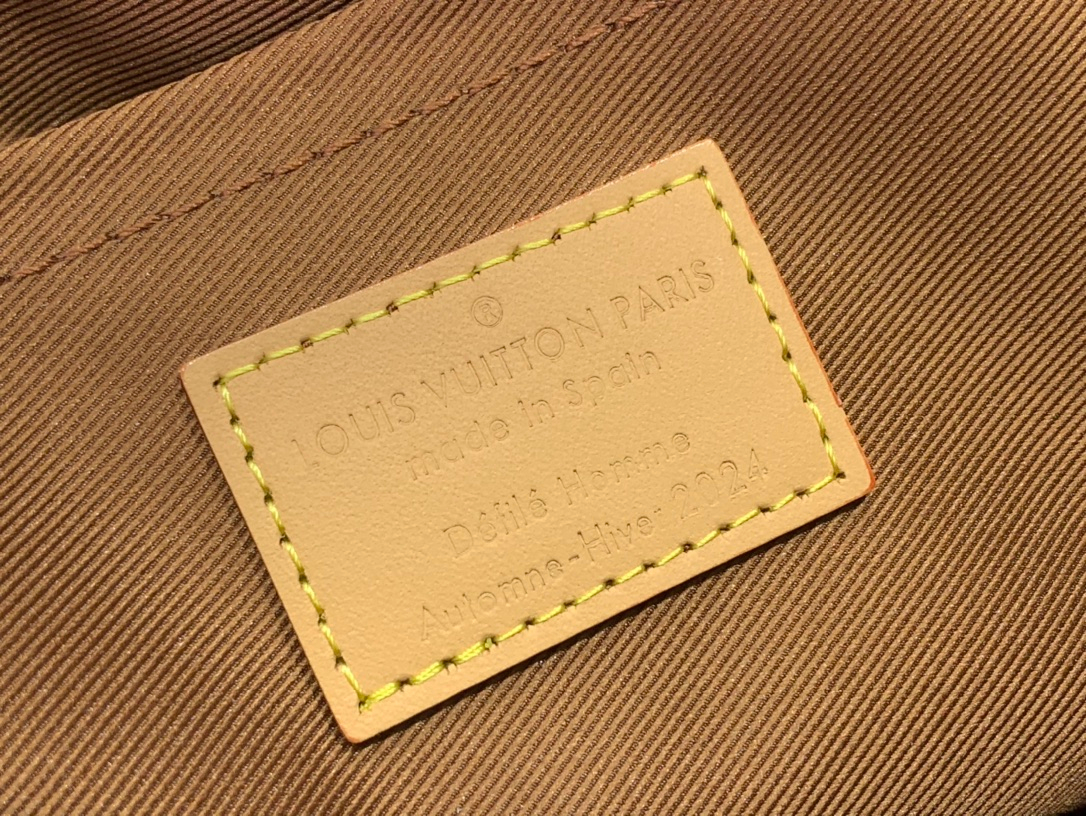 ®
LOUIS VUITTON PARIS
made in Spain
Défilé Homme
Automne-Hiver 2024